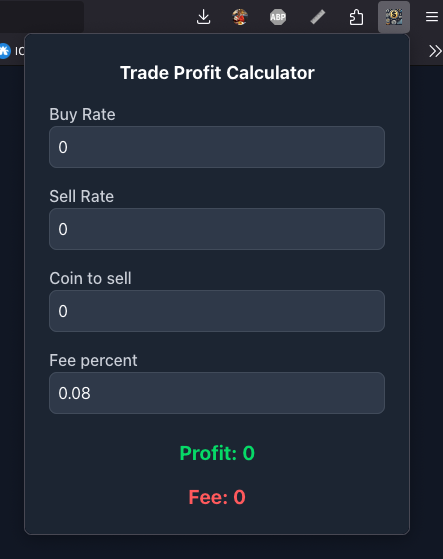 ABP
IC
Trade Profit Calculator
Buy Rate
0
Sell Rate
0
Coin to sell
0
Fee percent
0.08
Profit: 0
Fee: 0